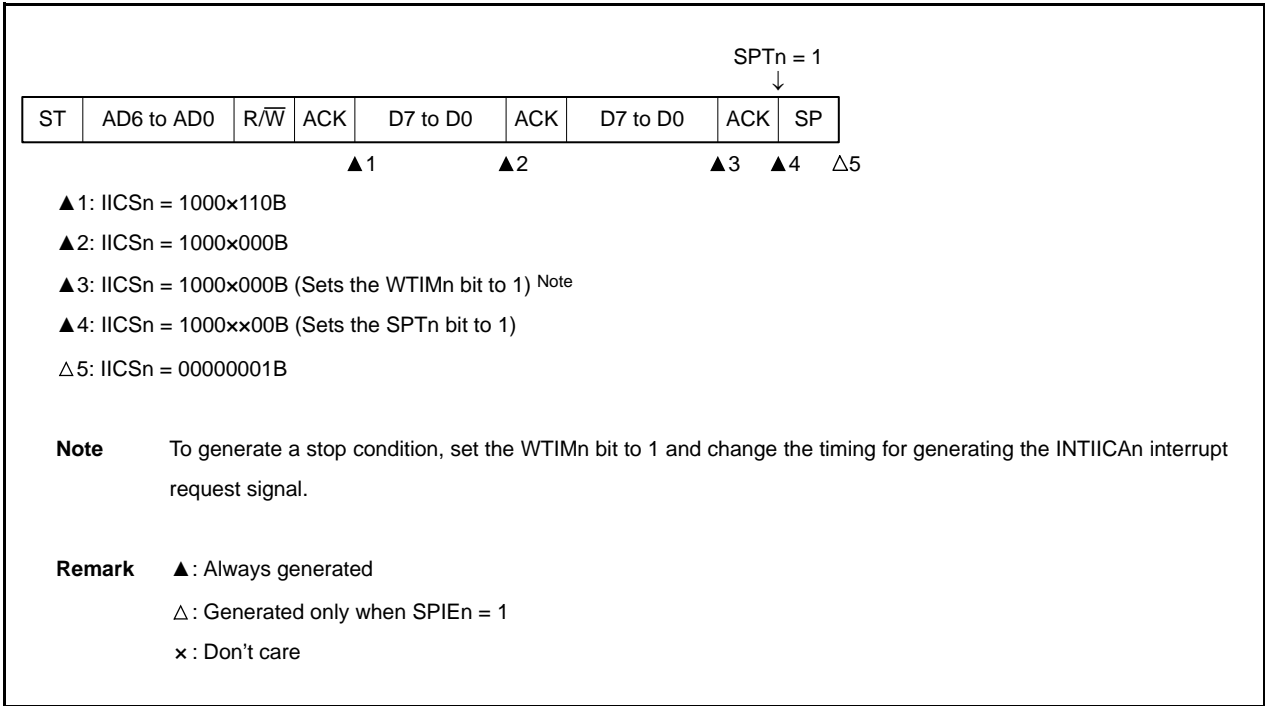 SPTn = 1
↓
ST AD6 to AD0 R/W̅ ACK D7 to D0 ACK D7 to D0 ACK SP
▲1 ▲2 ▲3 ▲4 △5
▲1: IICSn = 1000×110B
▲2: IICSn = 1000×000B
▲3: IICSn = 1000×000B (Sets the WTIMn bit to 1) Note
▲4: IICSn = 1000××00B (Sets the SPTn bit to 1)
△5: IICSn = 00000001B
Note To generate a stop condition, set the WTIMn bit to 1 and change the timing for generating the INTIICAn interrupt
request signal.
Remark ▲: Always generated
△: Generated only when SPIEn = 1
×: Don't care